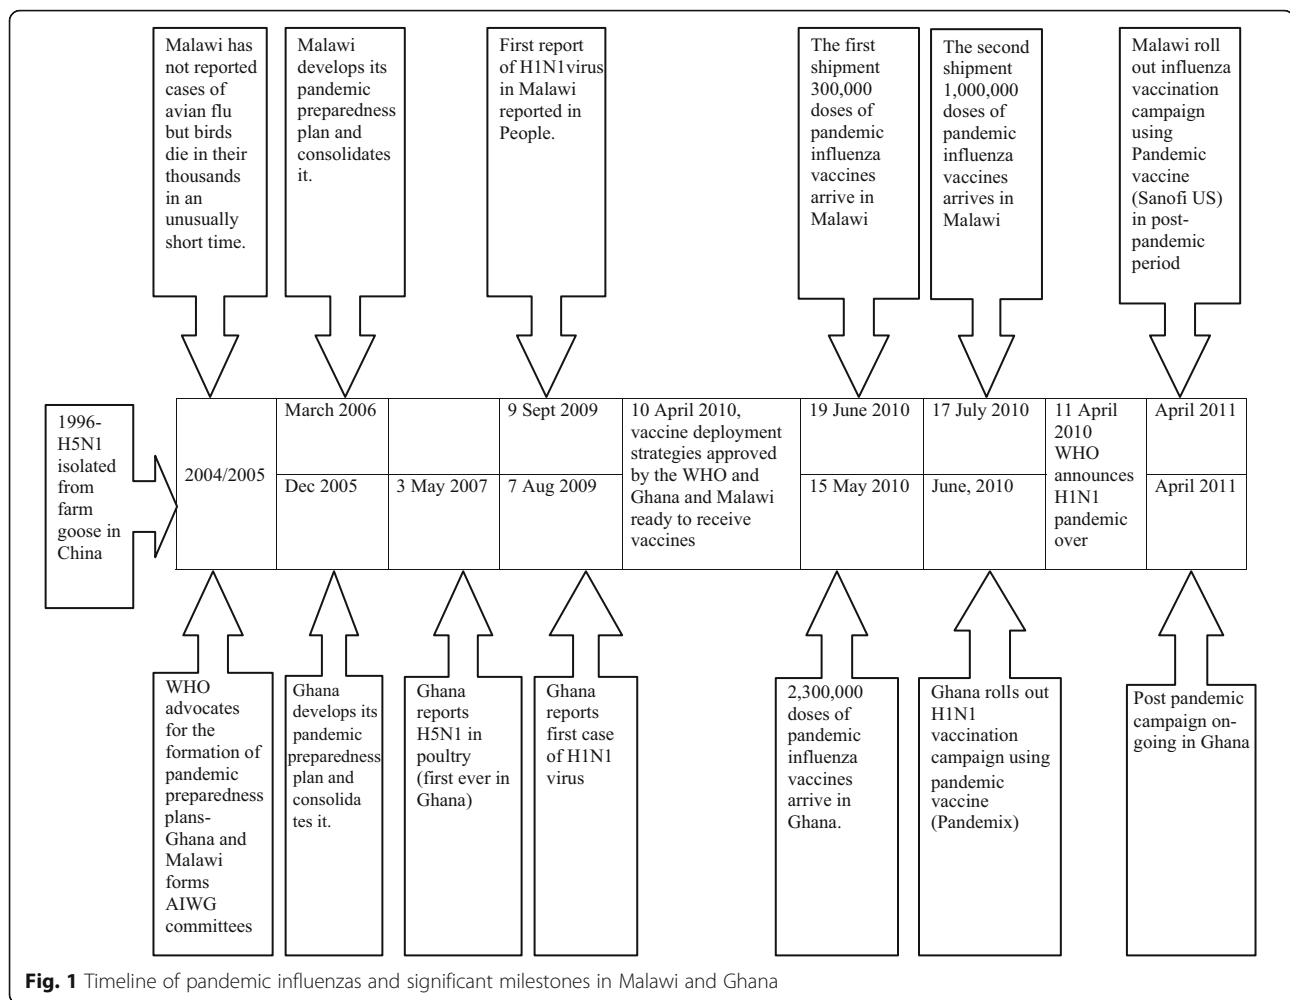 Malawi has
not reported
cases of
avian flu
but birds
die in their
thousands
in an
unusually
short time.
Malawi
develops its
pandemic
preparedness
plan and
consolidates
it.
First report
of H1N1virus
in Malawi
reported in
People.
The first
shipment
300,000
doses of
pandemic
influenza
vaccines
arrive in
Malawi
The second
shipment
1,000,000
doses of
pandemic
influenza
vaccines
arrives in
Malawi
Malawi roll
out influenza
vaccination
campaign
using
Pandemic
vaccine
(Sanofi US)
in post-
pandemic
period
1996-
H5N1
isolated
from
farm
goose in
China
2004/2005
March 2006
Dec 2005
3 May 2007
9 Sept 2009
7 Aug 2009
10 April 2010,
vaccine deployment
strategies approved
by the WHO and
Ghana and Malawi
ready to receive
vaccines
19 June 2010
15 May 2010
17 July 2010
June, 2010
11 April
2010
WHO
announces
H1N1
pandemic
over
April 2011
April 2011
WHO
advocates
for the
formation of
pandemic
preparedness
plans-
Ghana and
Malawi
forms
AIWG
committees
Ghana
develops its
pandemic
preparedness
plan and
consolida
tes it.
Ghana
reports
H5N1 in
poultry
(first ever in
Ghana)
Ghana
reports
first case
of H1N1
virus
2,300,000
doses of
pandemic
influenza
vaccines
arrive in
Ghana.
Ghana rolls out
H1N1
vaccination
campaign using
pandemic
vaccine
(Pandemix)
Post pandemic
campaign on-
going in Ghana
Fig. 1 Timeline of pandemic influenzas and significant milestones in Malawi and Ghana